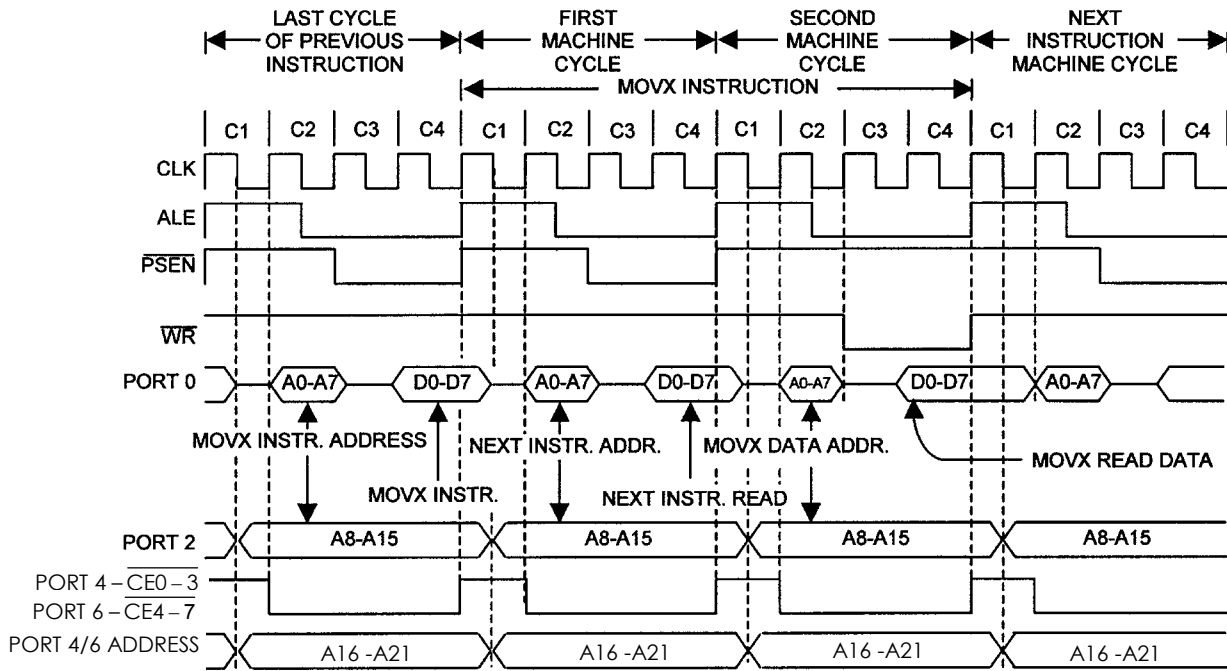 LAST CYCLE
OF PREVIOUS
INSTRUCTION
FIRST
MACHINE
CYCLE
SECOND
MACHINE
CYCLE
NEXT
INSTRUCTION
MACHINE CYCLE
MOVX INSTRUCTION
C1 C2 C3 C4 C1 C2 C3 C4 C1 C2 C3 C4 C1 C2 C3 C4
CLK
ALE
PSEN
WR
PORT 0 A0-A7 D0-D7 A0-A7 D0-D7 A0-A7 D0-D7 A0-A7
MOVX INSTR. ADDRESS NEXT INSTR. ADDR. MOVX DATA ADDR.
MOVX READ DATA
MOVX INSTR. NEXT INSTR. READ
PORT 2 A8-A15 A8-A15 A8-A15 A8-A15
PORT 4 – CE0 – 3
PORT 6 – CE4 – 7
PORT 4/6 ADDRESS A16 -A21 A16 -A21 A16 -A21 A16 -A21